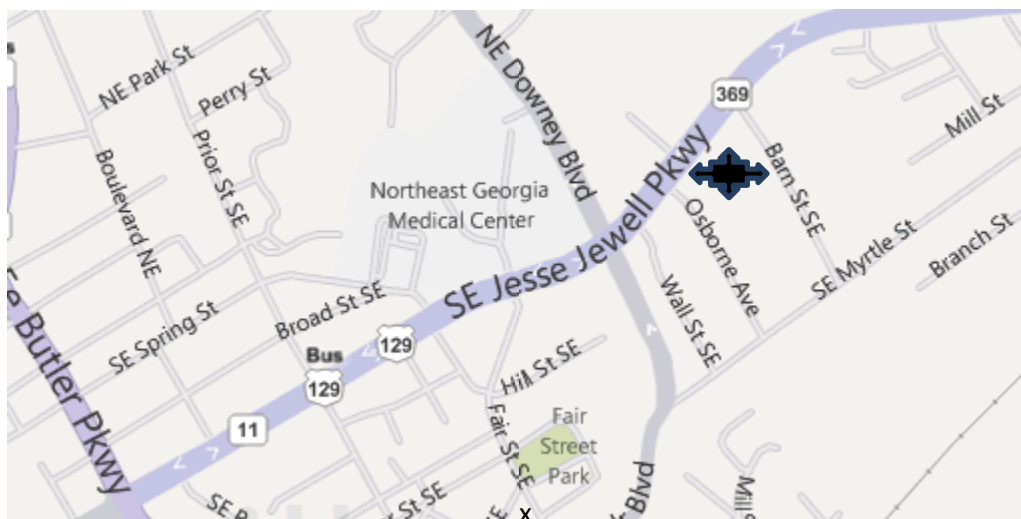 NE Park St
Perry St
NE Downey Blvd
369
Mill St
Prior St SE
Boulevard NE
Barn St SE
Northeast Georgia
Medical Center
SE Jesse Jewell Pkwy
Osborne Ave
Branch St
SE Myrtle St
Wall St SE
Broad St SE
SE Spring St
Butler Pkwy
129
Bus
129
Hill St SE
11
Fair St SE
Fair
Street
Park
St SE
Blvd
SE
SE
x